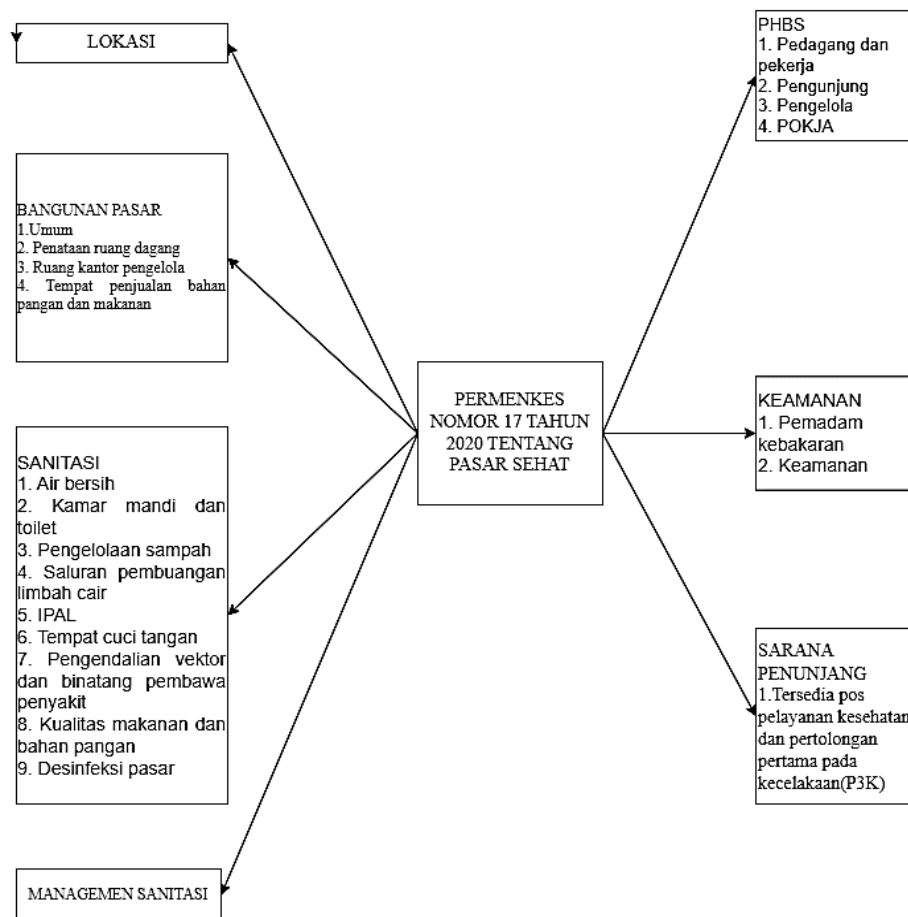 LOKASI
BANGUNAN PASAR
1.Umum
2. Penataan ruang dagang
3. Ruang kantor pengelola
4. Tempat penjualan bahan
pangan dan makanan
SANITASI
1. Air bersih
2. Kamar mandi dan
toilet
3. Pengelolaan sampah
4. Saluran pembuangan
limbah cair
5. IPAL
6. Tempat cuci tangan
7. Pengendalian vektor
dan binatang pembawa
penyakit
8. Kualitas makanan dan
bahan pangan
9. Desinfeksi pasar
MANAGEMEN SANITASI
PERMENKES
NOMOR 17 TAHUN
2020 TENTANG
PASAR SEHAT
PHBS
1. Pedagang dan
pekerja
2. Pengunjung
3. Pengelola
4. POKJA
KEAMANAN
1. Pemadam
kebakaran
2. Keamanan
SARANA
PENUNJANG
1.Tersedia pos
pelayanan kesehatan
dan pertolongan
pertama pada
kecelakaan(P3K)